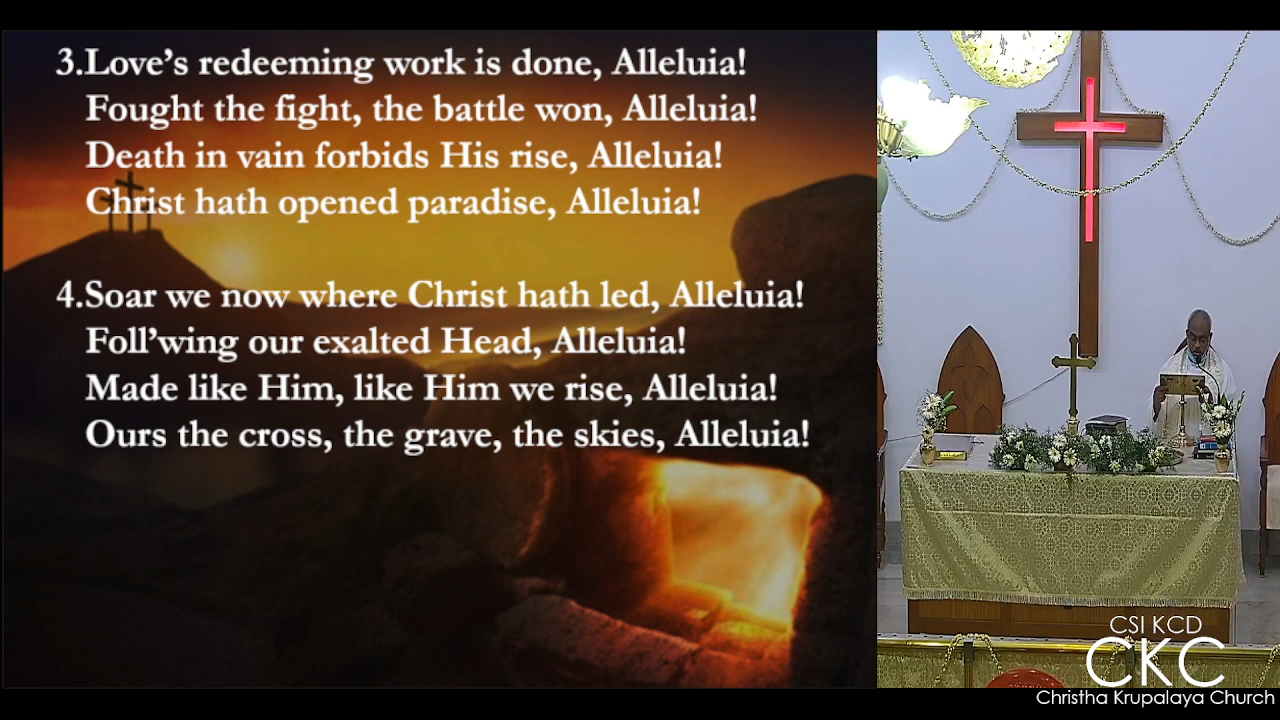 3.Love's redeeming work is done, Alleluia!
Fought the fight, the battle won, Alleluia!
Death in vain forbids His rise, Alleluia!
Christ hath opened paradise, Alleluia!
4.Soar we now where Christ hath led, Alleluia!
Foll'wing our exalted Head, Alleluia!
Made like Him, like Him we rise, Alleluia!
Ours the cross, the grave, the skies, Alleluia!
CSI KCD
CKC
Christha Krupalaya Church